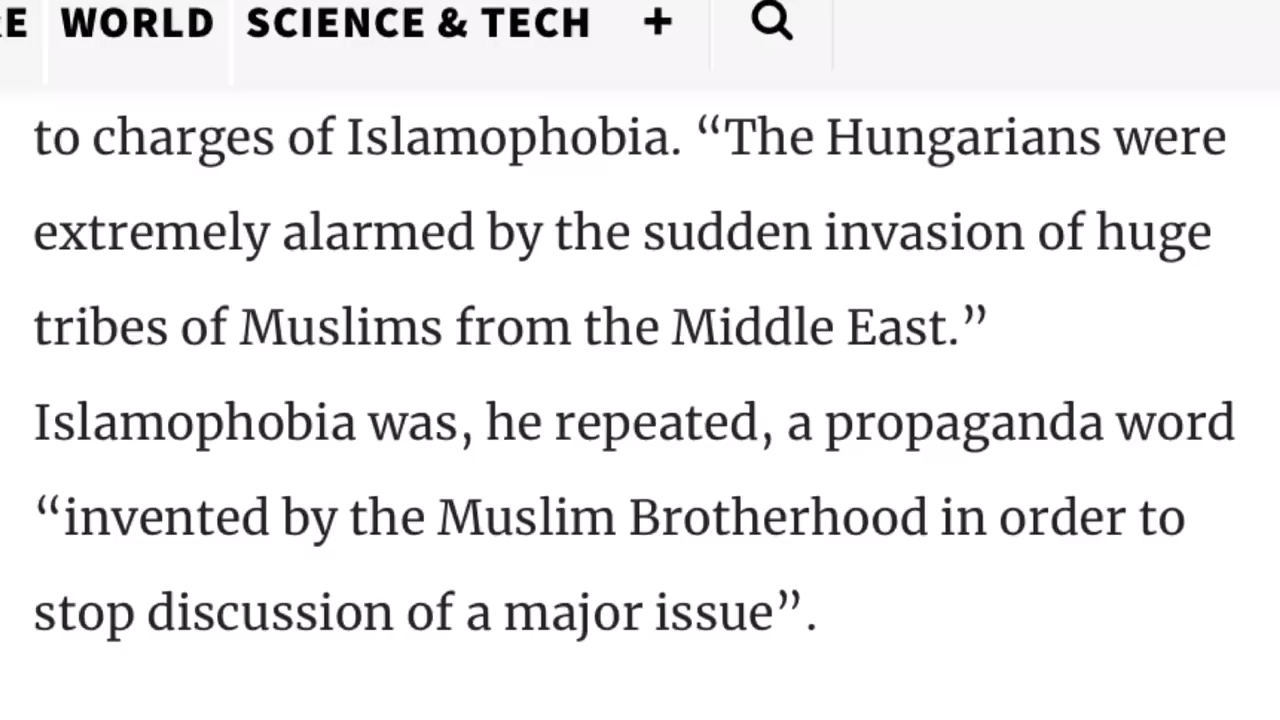 E WORLD SCIENCE & TECH +
to charges of Islamophobia. “The Hungarians were
extremely alarmed by the sudden invasion of huge
tribes of Muslims from the Middle East.”
Islamophobia was, he repeated, a propaganda word
“invented by the Muslim Brotherhood in order to
stop discussion of a major issue”.